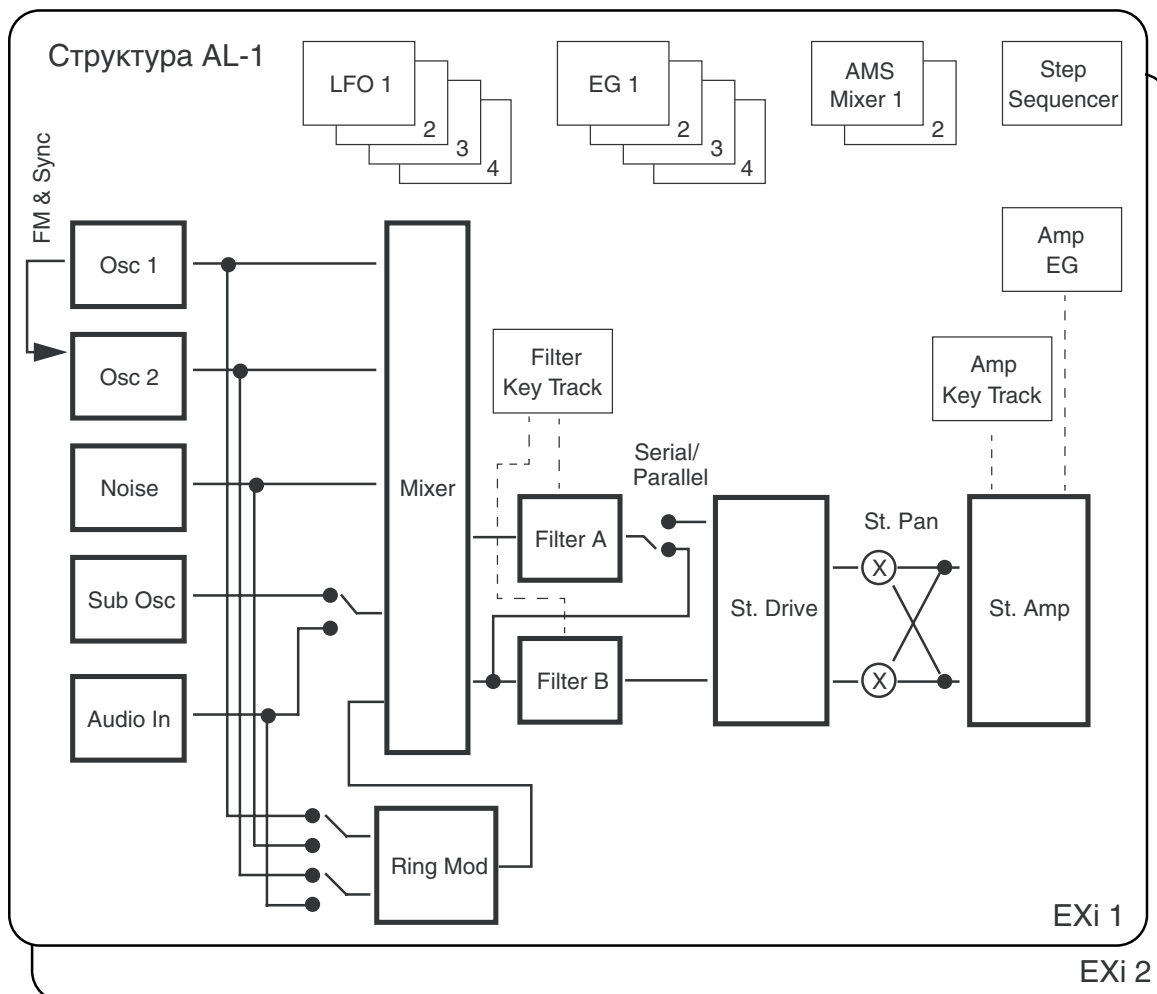 Структура AL-1
LFO 1
2
3
4
EG 1
2
3
4
AMS
Mixer 1
2
Step
Sequencer
FM & Sync
Osc 1
Osc 2
Noise
Sub Osc
Audio In
Mixer
Ring Mod
Filter
Key Track
Filter A
Filter B
Serial/
Parallel
St. Drive
St. Pan
X
X
Amp
EG
Amp
Key Track
St. Amp
EXi 1
EXi 2